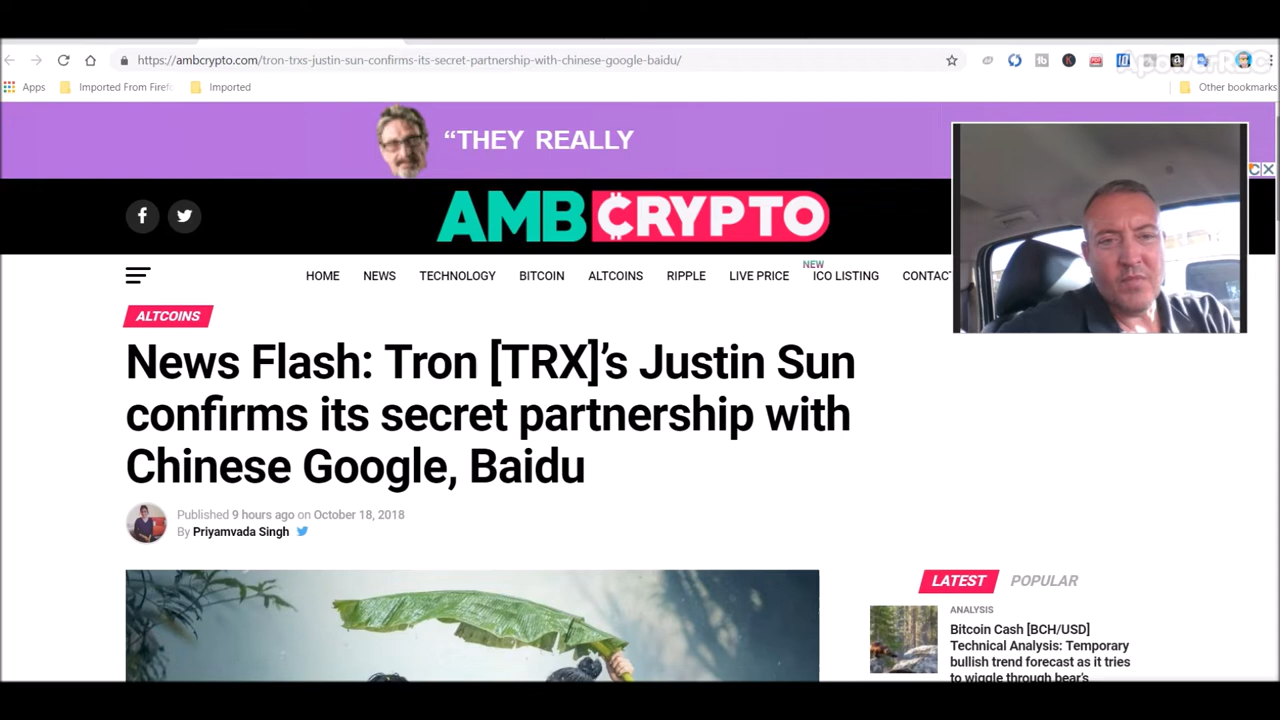 https://ambcrypto.com/tron-trxs-justin-sun-confirms-its-secret-partnership-with-chinese-google-baidu/
ApowerREC
Apps Imported From Firef Imported Other bookmarks
“THEY REALLY
AMBCRYPTO
NEW
HOME NEWS TECHNOLOGY BITCOIN ALTCOINS RIPPLE LIVE PRICE ICO LISTING CONTACT
ALTCOINS
News Flash: Tron [TRX]’s Justin Sun
confirms its secret partnership with
Chinese Google, Baidu
Published 9 hours ago on October 18, 2018
By Priyamvada Singh
LATEST POPULAR
ANALYSIS
Bitcoin Cash [BCH/USD]
Technical Analysis: Temporary
bullish trend forecast as it tries
to wiggle through bear’s